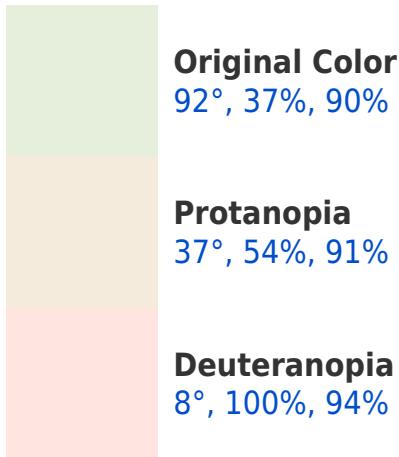 Original Color
92°, 37%, 90%
Protanopia
37°, 54%, 91%
Deuteranopia
8°, 100%, 94%